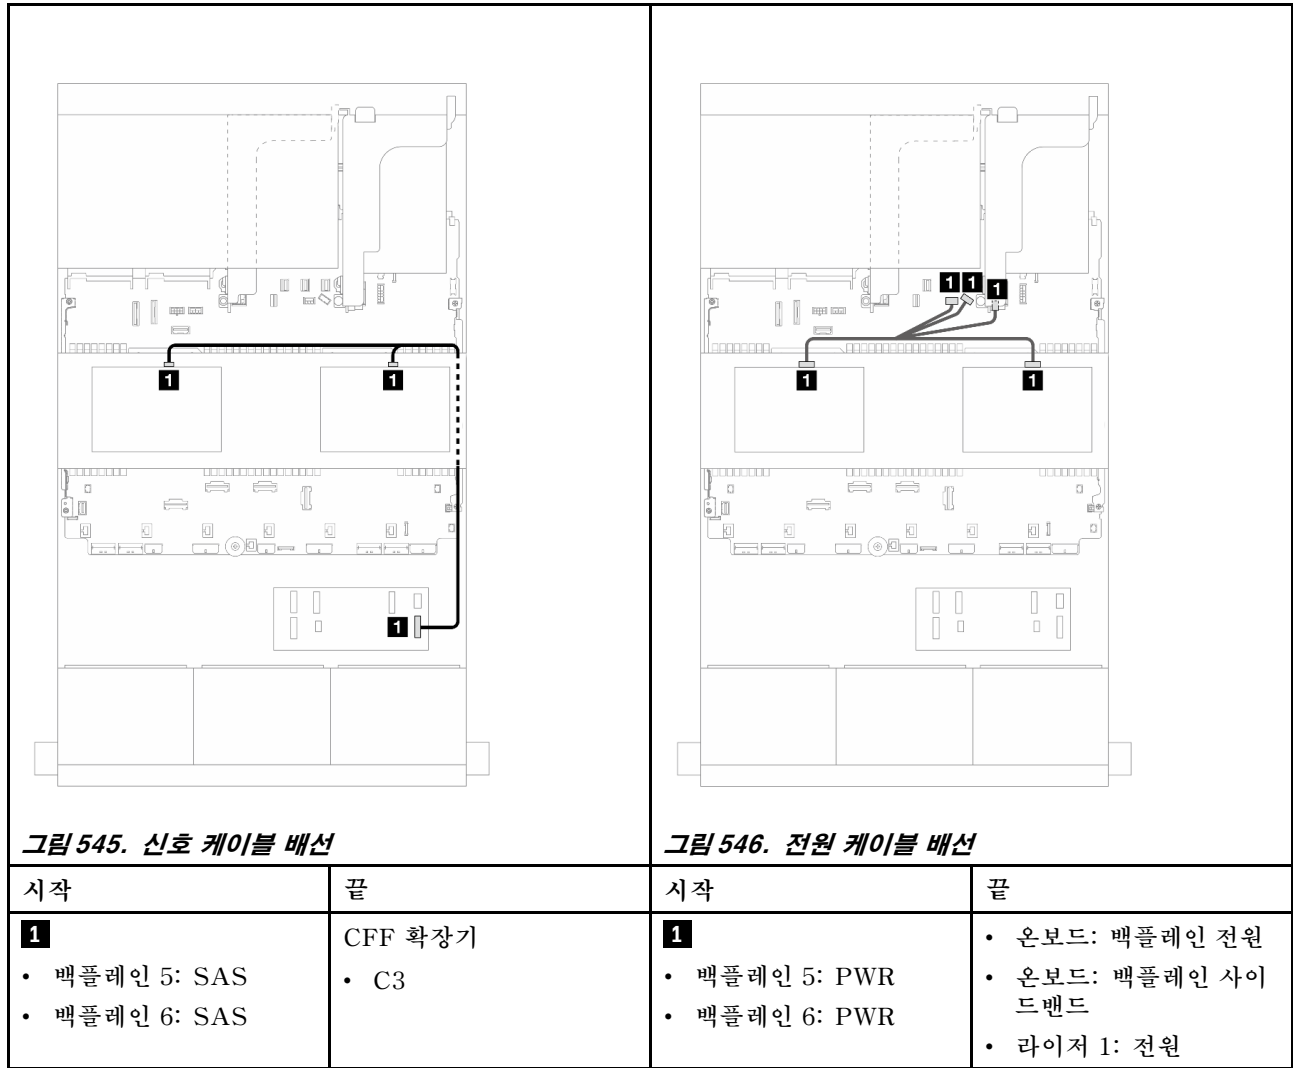 1
1
1
1
1
1
1
1
그림 545. 신호 케이블 배선
그림 546. 전원 케이블 배선
시작
끝
시작
끝
1
• 백플레인 5: SAS
• 백플레인 6: SAS
CFF 확장기
• C3
1
• 백플레인 5: PWR
• 백플레인 6: PWR
• 온보드: 백플레인 전원
• 온보드: 백플레인 사이
드밴드
• 라이저 1: 전원